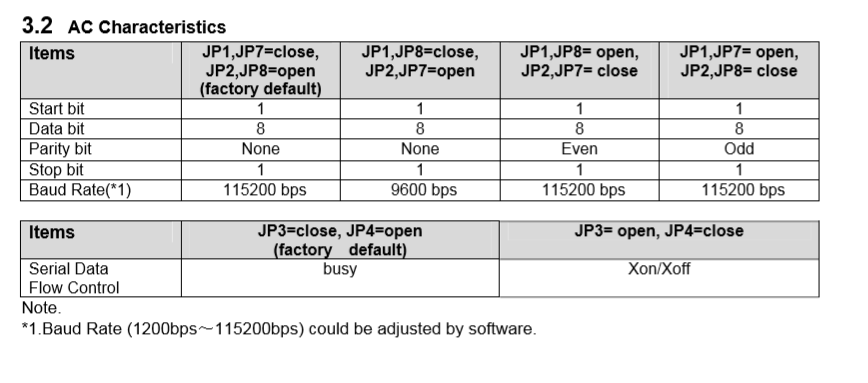 3.2 AC Characteristics
Items JP1,JP7=close, JP2,JP8=open (factory default) JP1,JP8=close, JP2,JP7=open JP1,JP8= open, JP2,JP7= close JP1,JP7= open, JP2,JP8= close
Start bit 1 1 1 1
Data bit 8 8 8 8
Parity bit None None Even Odd
Stop bit 1 1 1 1
Baud Rate(*1) 115200 bps 9600 bps 115200 bps 115200 bps
Items JP3=close, JP4=open (factory default) JP3= open, JP4=close
Serial Data Flow Control busy Xon/Xoff
Note.
*1.Baud Rate (1200bps～115200bps) could be adjusted by software.